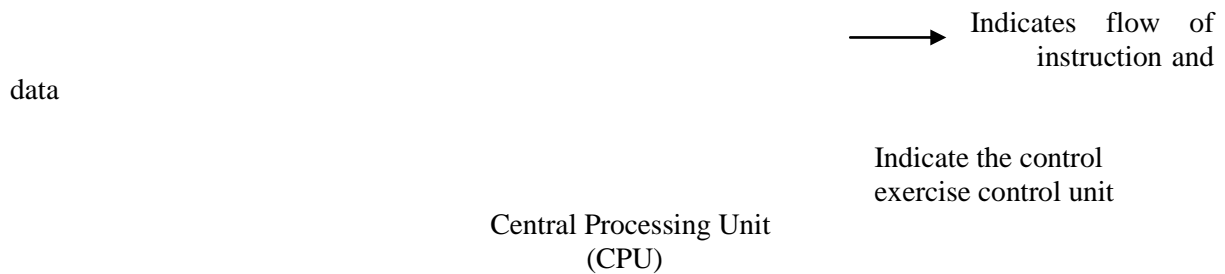 Indicates flow of
instruction and
data
Indicate the control
exercise control unit
Central Processing Unit
(CPU)